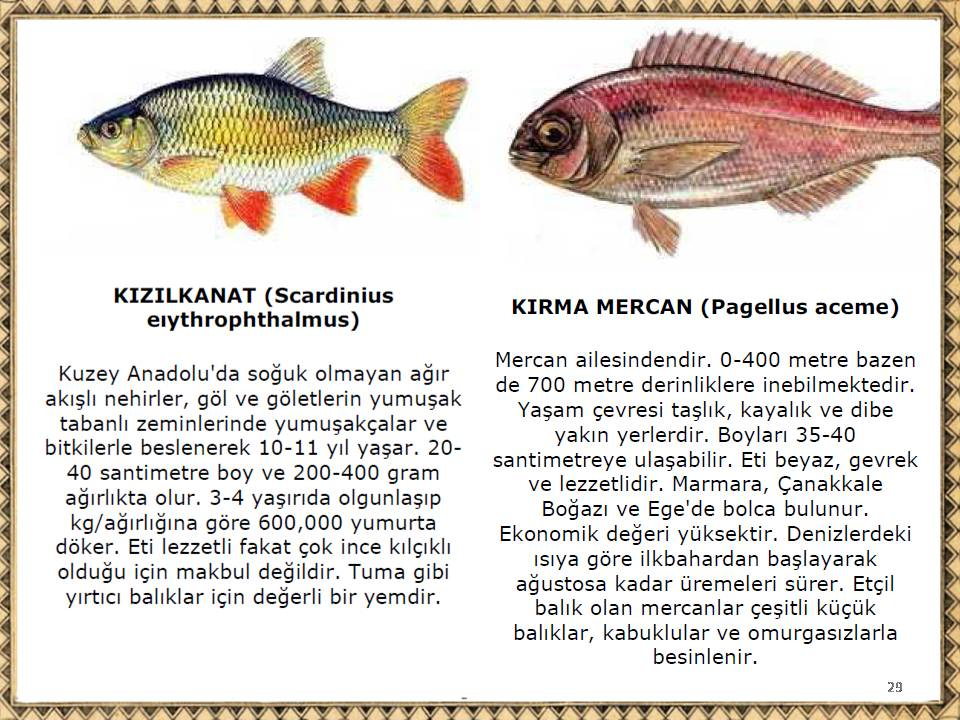 KIZILKANAT (Scardinius
eıythrophthalmus)
Kuzey Anadolu'da soğuk olmayan ağır
akışlı nehirler, göl ve göletlerin yumuşak
tabanlı zeminlerinde yumuşakçalar ve
bitkilerle beslenerek 10-11 yıl yaşar. 20-
40 santimetre boy ve 200-400 gram
ağırlıkta olur. 3-4 yaşırıda olgunlaşıp
kg/ağırlığına göre 600,000 yumurta
döker. Eti lezzetli fakat çok ince kılçıklı
olduğu için makbul değildir. Tuma gibi
yırtıcı balıklar için değerli bir yemdir.
KIRMA MERCAN (Pagellus aceme)
Mercan ailesindendir. 0-400 metre bazen
de 700 metre derinliklere inebilmektedir.
Yaşam çevresi taşlık, kayalık ve dibe
yakın yerlerdir. Boyları 35-40
santimetreye ulaşabilir. Eti beyaz, gevrek
ve lezzetlidir. Marmara, Çanakkale
Boğazı ve Ege'de bolca bulunur.
Ekonomik değeri yüksektir. Denizlerdeki
ısıya göre ilkbahardan başlayarak
ağustosa kadar üremeleri sürer. Etçil
balık olan mercanlar çeşitli küçük
balıklar, kabuklular ve omurgasızlarla
besinlenir.